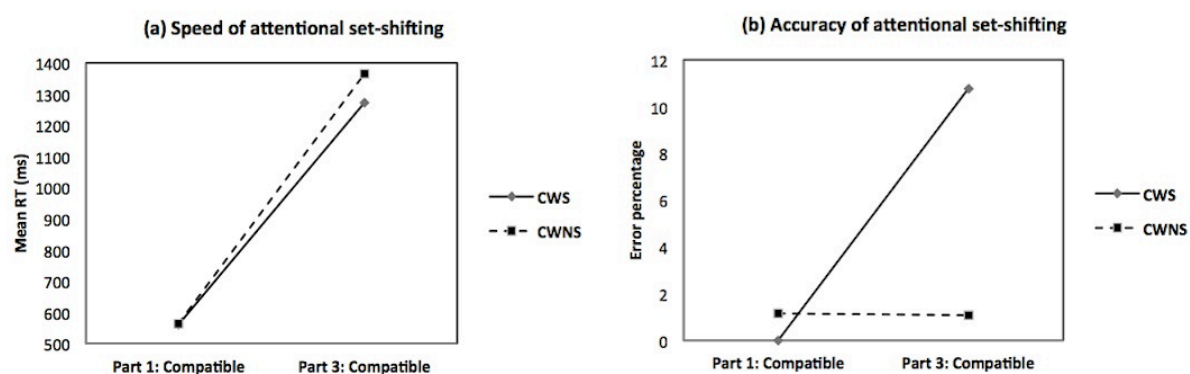 (a) Speed of attentional set-shifting
Mean RT (ms)
1400
1300
1200
1100
1000
900
800
700
600
500
Part 1: Compatible Part 3: Compatible
CWS
CWNS
(b) Accuracy of attentional set-shifting
Error percentage
12
10
8
6
4
2
0
Part 1: Compatible Part 3: Compatible
CWS
CWNS